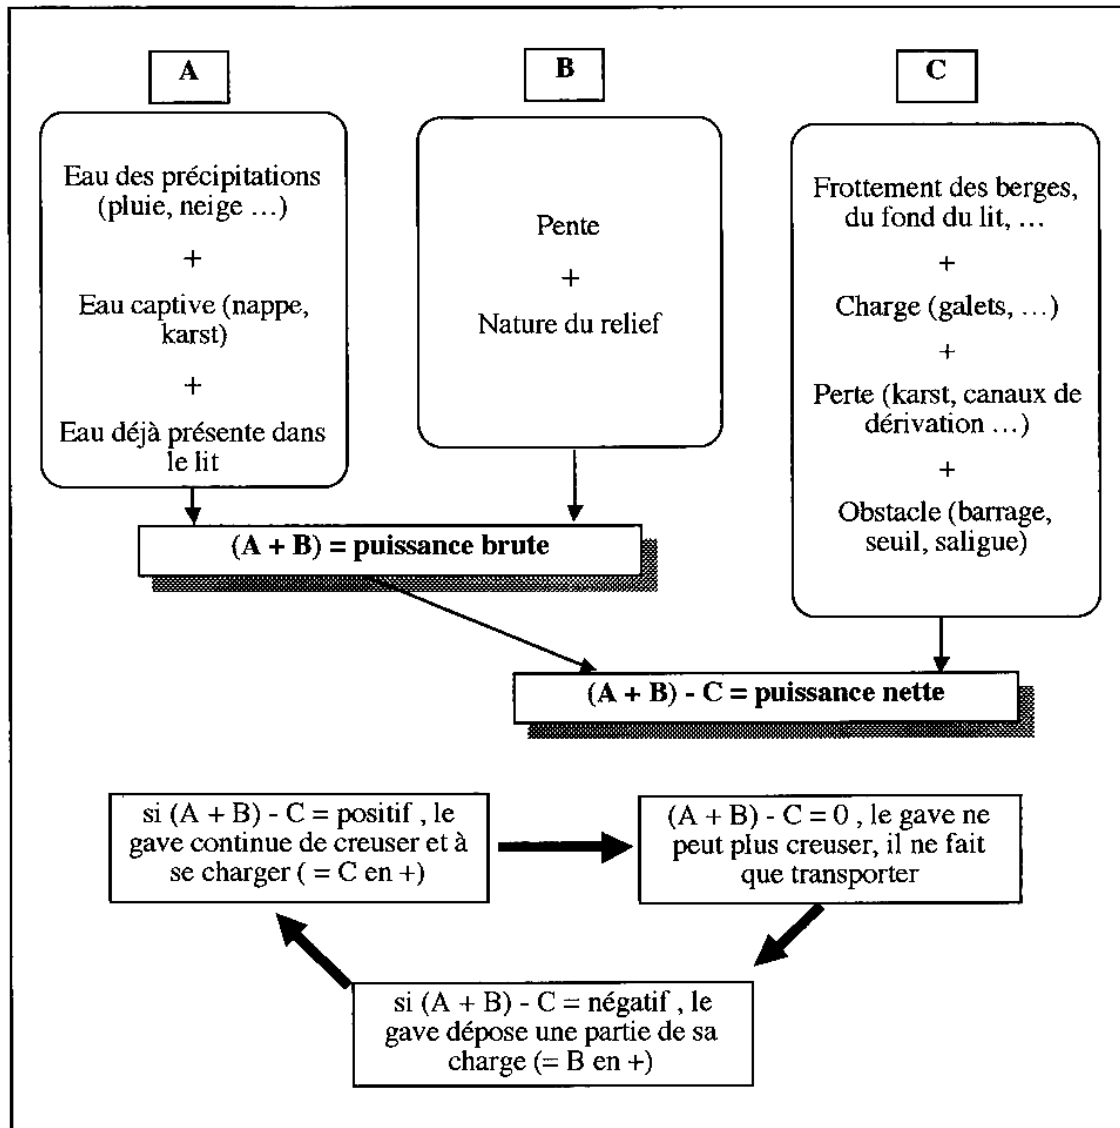 A
Eau des précipitations
(pluie, neige ...)
+
Eau captive (nappe,
karst)
+
Eau déjà présente dans
le lit
B
Pente
+
Nature du relief
C
Frottement des berges,
du fond du lit, ...
+
Charge (galets, ...)
+
Perte (karst, canaux de
dérivation ...)
+
Obstacle (barrage,
seuil, saligue)
(A + B) = puissance brute
(A + B) - C = puissance nette
si (A + B) - C = positif , le
gave continue de creuser et à
se charger ( = C en +)
(A + B) - C = 0 , le gave ne
peut plus creuser, il ne fait
que transporter
si (A + B) - C = négatif , le
gave dépose une partie de sa
charge (= B en +)